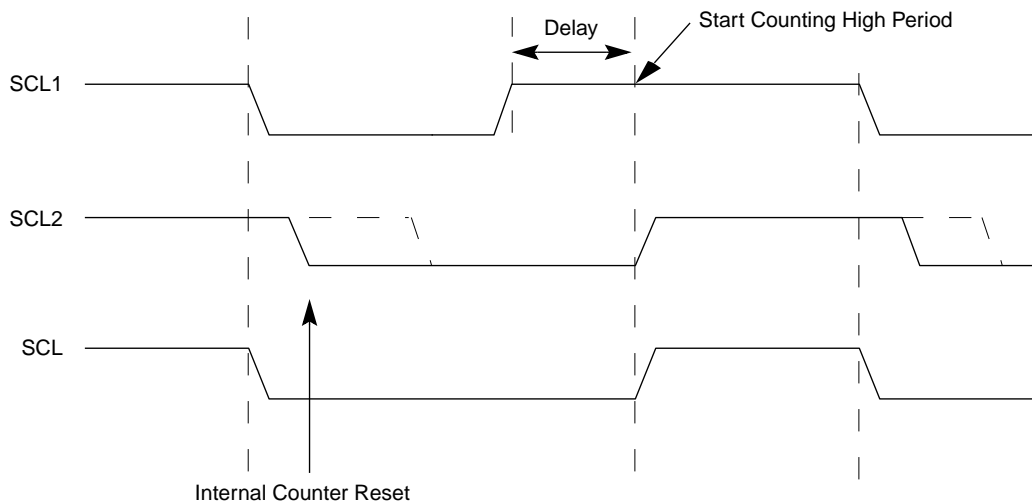 Start Counting High Period
Delay
SCL1
SCL2
SCL
Internal Counter Reset